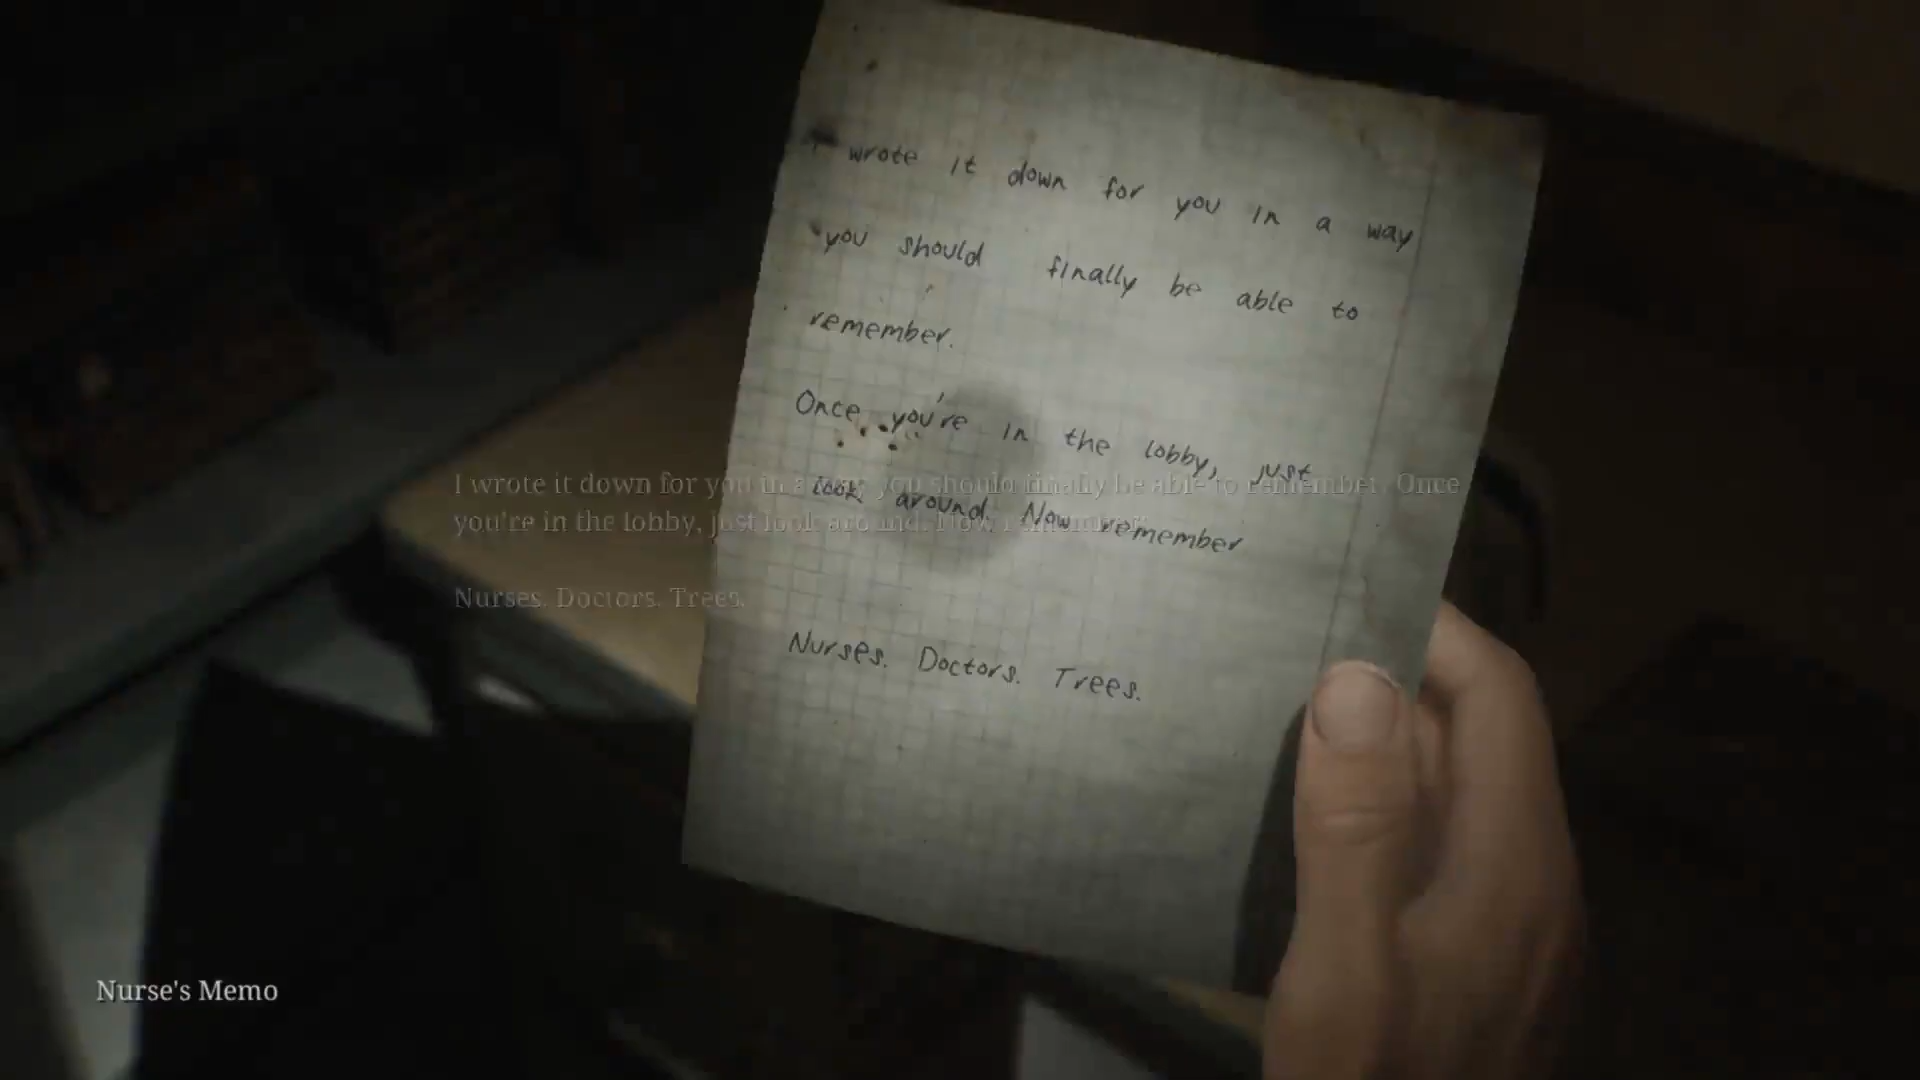 I wrote it down for you in a way
you should finally be able to
remember.
Once you're in the lobby, just
look around. Now remember
Nurses. Doctors. Trees.
I wrote it down for you in a way you should finally be able to remember. Once
you're in the lobby, just look around. Now remember
Nurses. Doctors. Trees.
Nurse's Memo